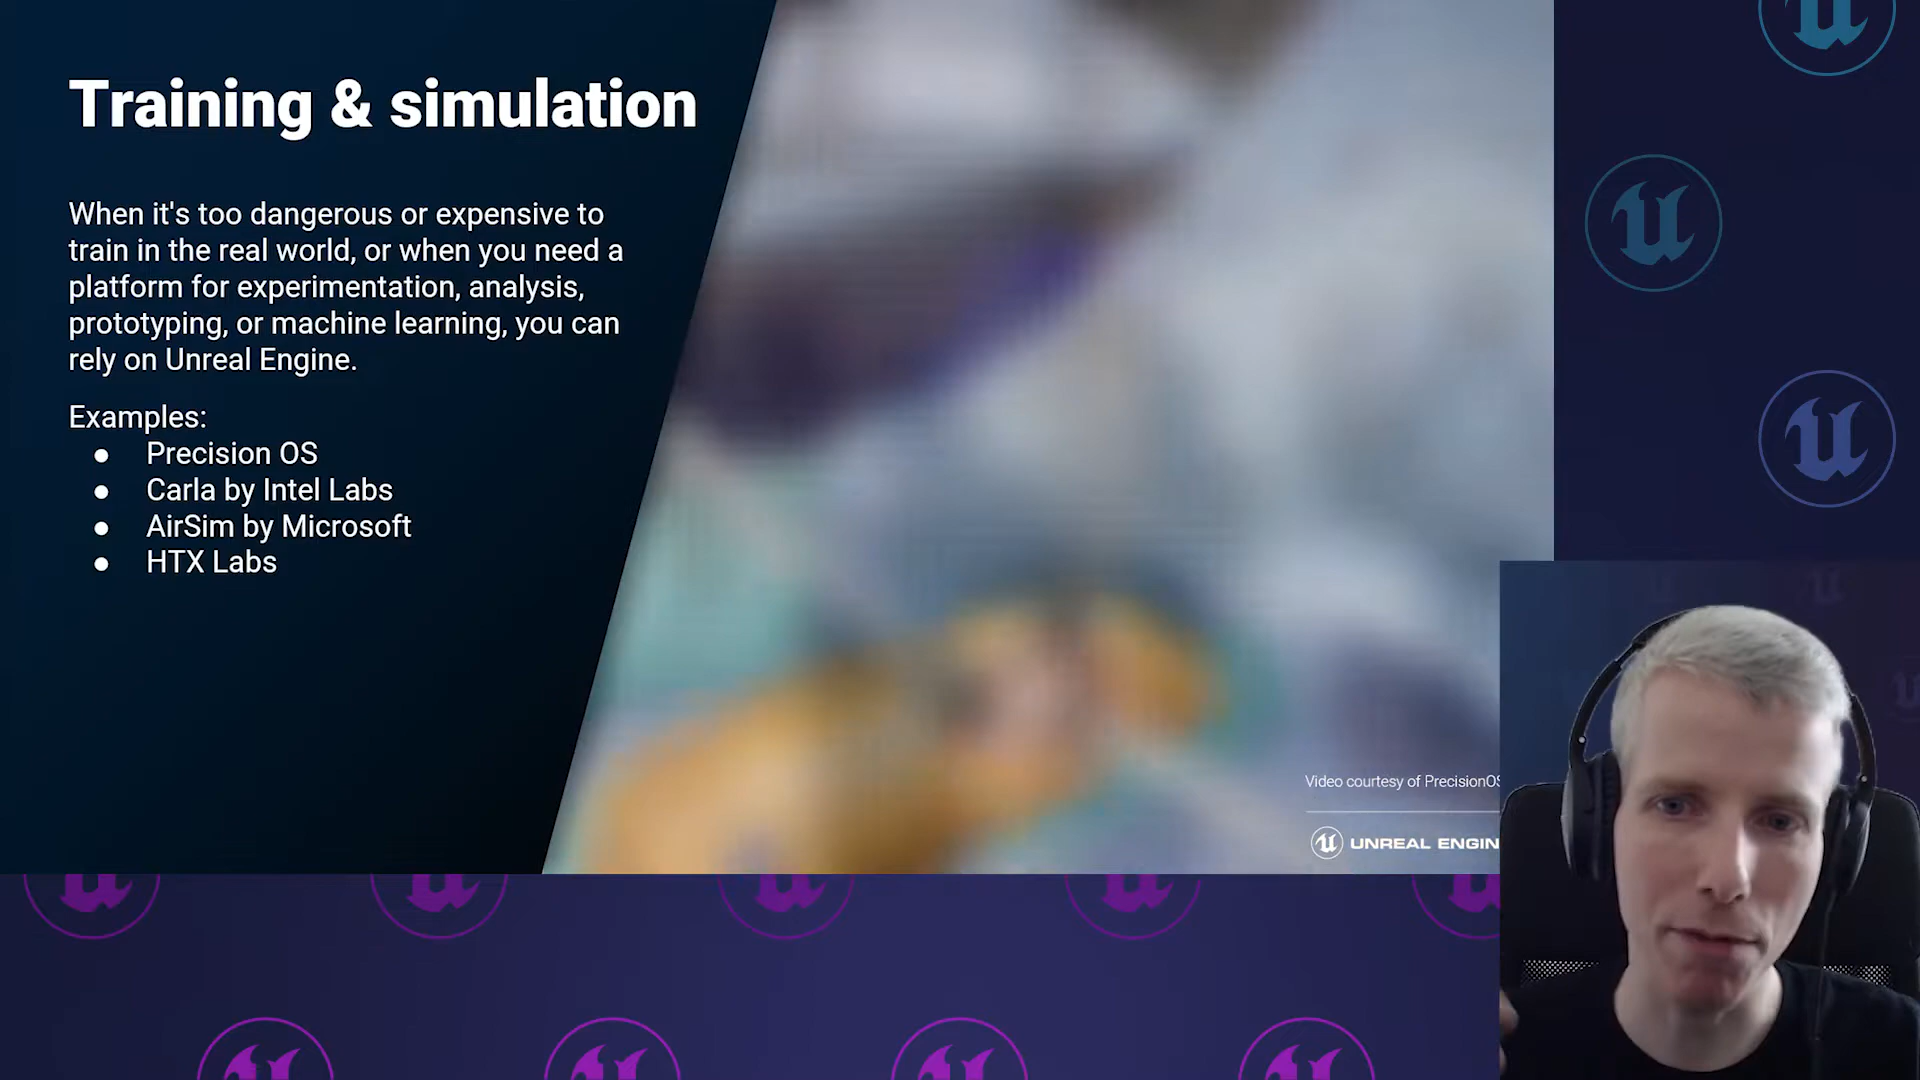 Training & simulation
When it's too dangerous or expensive to
train in the real world, or when you need a
platform for experimentation, analysis,
prototyping, or machine learning, you can
rely on Unreal Engine.
Examples:
● Precision OS
● Carla by Intel Labs
● AirSim by Microsoft
● HTX Labs
Video courtesy of PrecisionOS
UNREAL ENGIN